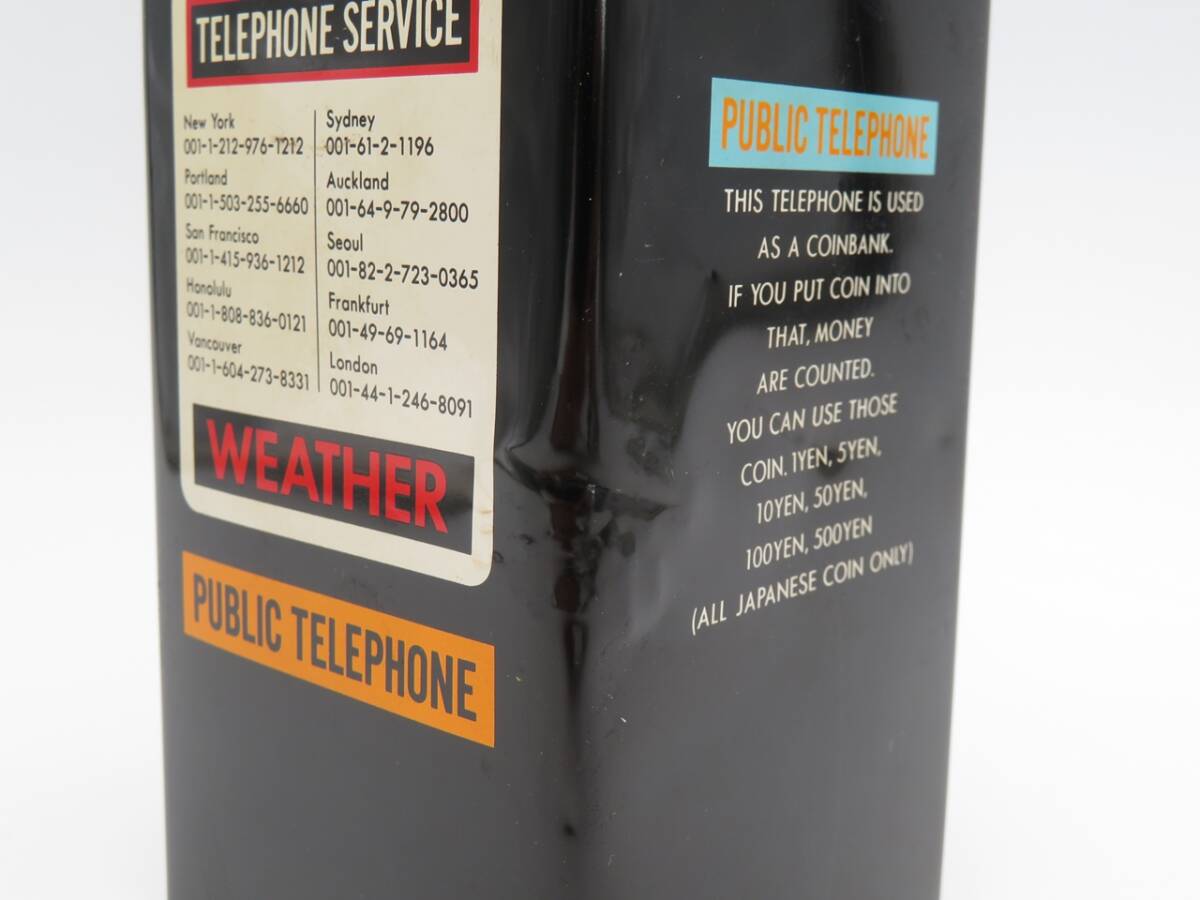 TELEPHONE SERVICE
New York
001-1-212-976-1212
Portland
001-1-503-255-6660
San Francisco
001-1-415-936-1212
Honolulu
001-1-808-836-0121
Vancouver
001-1-604-273-8331
Sydney
001-61-2-1196
Auckland
001-64-9-79-2800
Seoul
001-82-2-723-0365
Frankfurt
001-49-69-1164
London
001-44-1-246-8091
WEATHER
PUBLIC TELEPHONE
PUBLIC TELEPHONE
THIS TELEPHONE IS USED
AS A COINBANK.
IF YOU PUT COIN INTO
THAT, MONEY
ARE COUNTED.
YOU CAN USE THOSE
COIN. 1YEN, 5YEN,
10YEN, 50YEN,
100YEN, 500YEN
(ALL JAPANESE COIN ONLY)